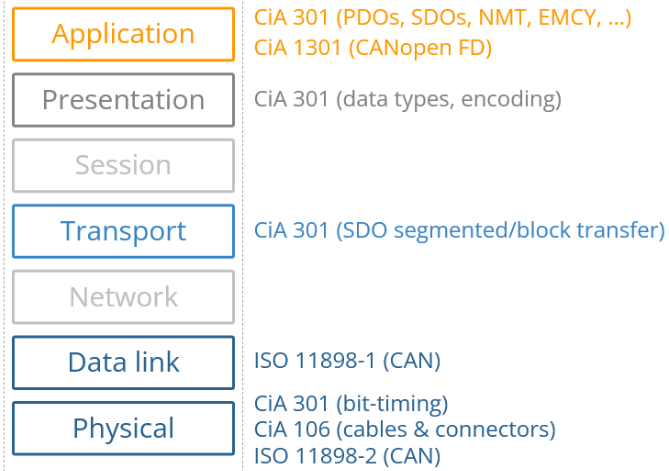 Application
CiA 301 (PDOs, SDOs, NMT, EMCY, ...)
CiA 1301 (CANopen FD)
Presentation
CiA 301 (data types, encoding)
Session
Transport
CiA 301 (SDO segmented/block transfer)
Network
Data link
ISO 11898-1 (CAN)
Physical
CiA 301 (bit-timing)
CiA 106 (cables & connectors)
ISO 11898-2 (CAN)